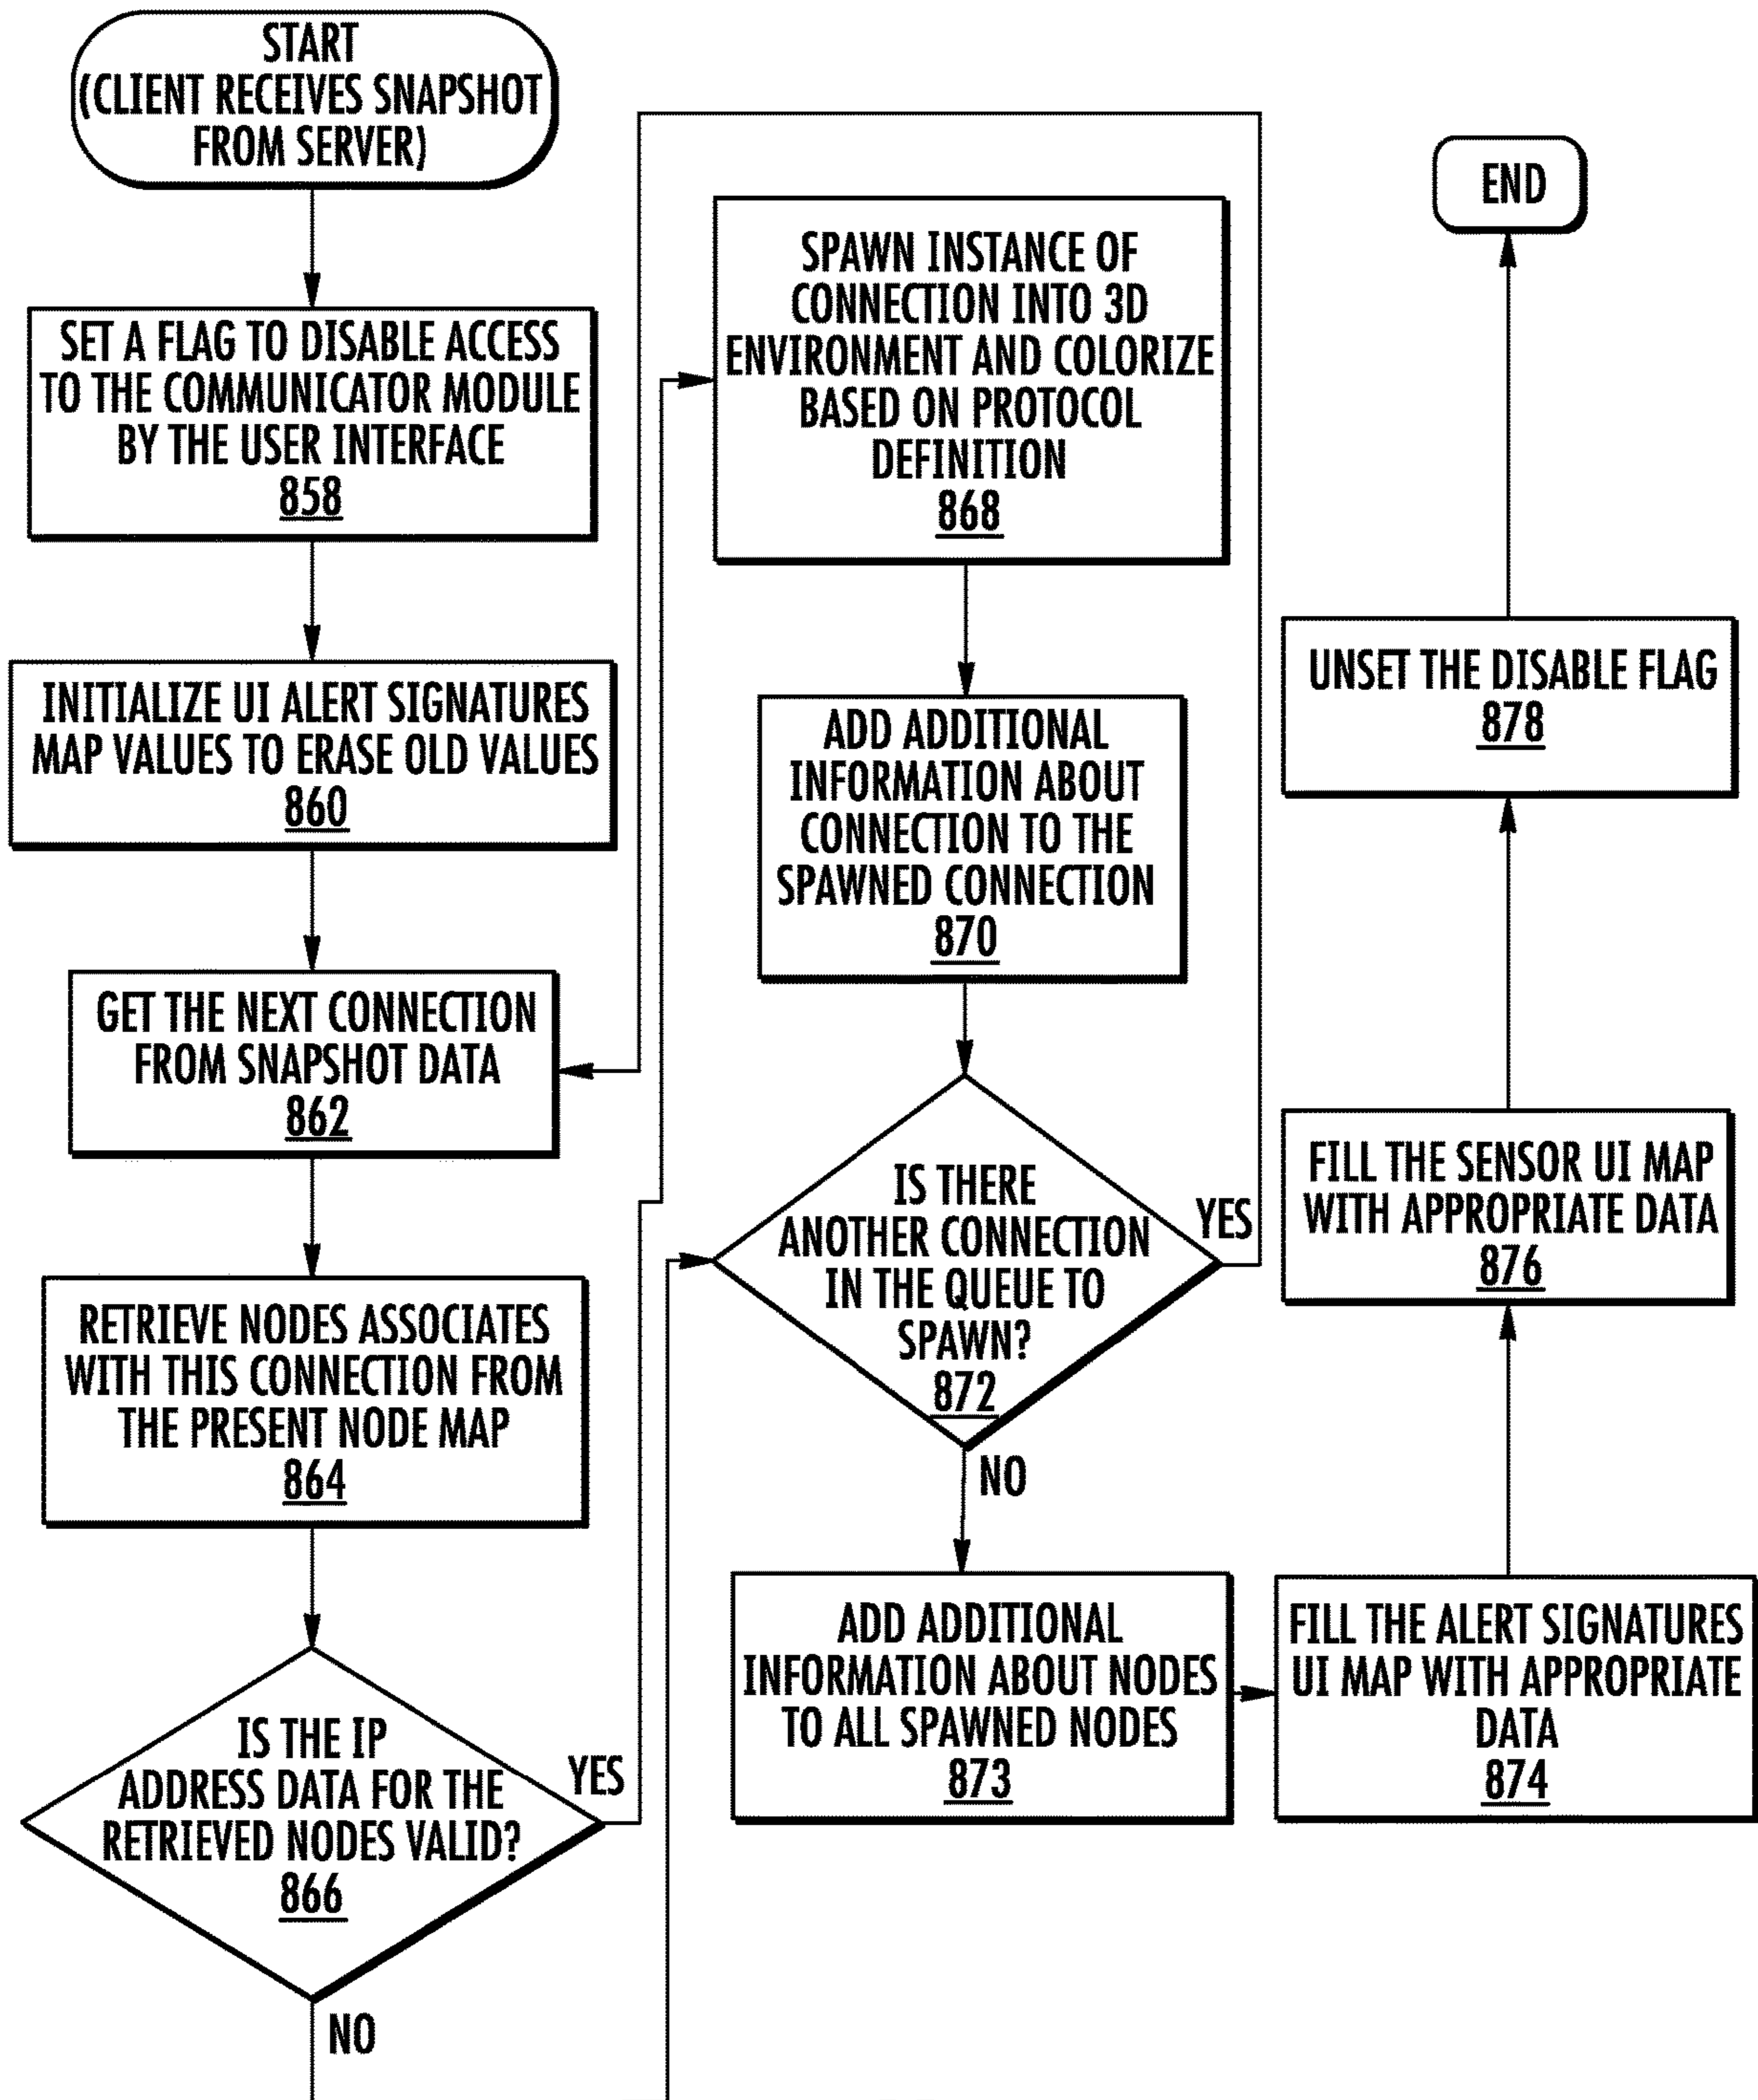 START
(CLIENT RECEIVES SNAPSHOT
FROM SERVER)
SET A FLAG TO DISABLE ACCESS
TO THE COMMUNICATOR MODULE
BY THE USER INTERFACE
858
INITIALIZE UI ALERT SIGNATURES
MAP VALUES TO ERASE OLD VALUES
860
GET THE NEXT CONNECTION
FROM SNAPSHOT DATA
862
RETRIEVE NODES ASSOCIATES
WITH THIS CONNECTION FROM
THE PRESENT NODE MAP
864
IS THE IP
ADDRESS DATA FOR THE
RETRIEVED NODES VALID?
866
YES
NO
SPAWN INSTANCE OF
CONNECTION INTO 3D
ENVIRONMENT AND COLORIZE
BASED ON PROTOCOL
DEFINITION
868
ADD ADDITIONAL
INFORMATION ABOUT
CONNECTION TO THE
SPAWNED CONNECTION
870
IS THERE
ANOTHER CONNECTION
IN THE QUEUE TO
SPAWN?
872
YES
NO
ADD ADDITIONAL
INFORMATION ABOUT NODES
TO ALL SPAWNED NODES
873
FILL THE ALERT SIGNATURES
UI MAP WITH APPROPRIATE
DATA
874
FILL THE SENSOR UI MAP
WITH APPROPRIATE DATA
876
UNSET THE DISABLE FLAG
878
END